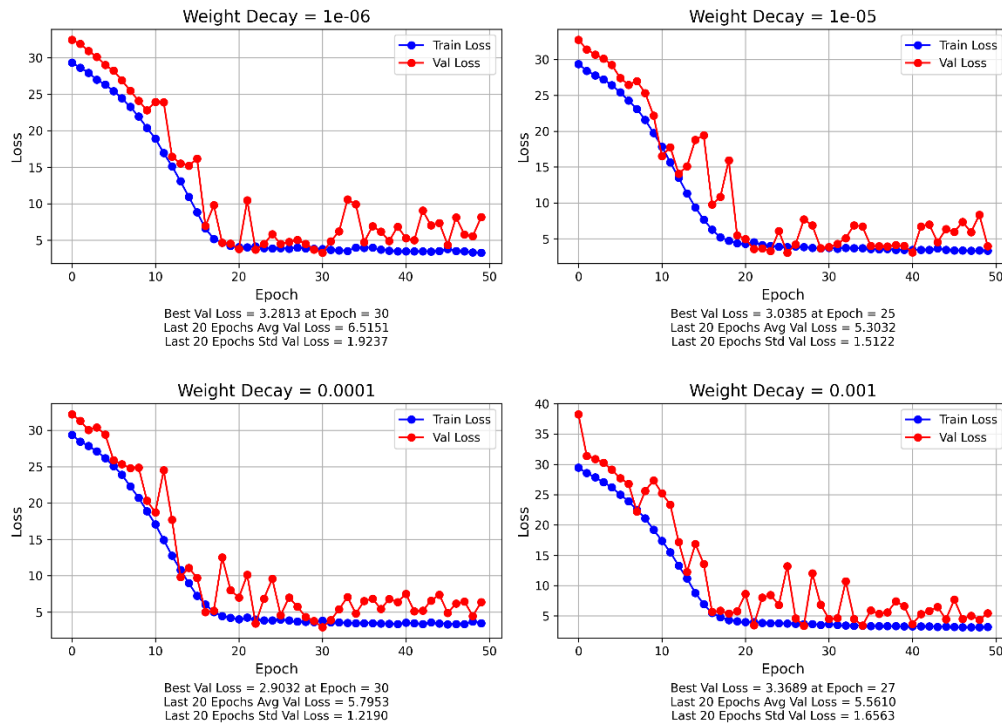 Weight Decay = 1e-06
Train Loss
Val Loss
30
25
20
15
10
5
Loss
0
10
20
30
40
50
Epoch
Best Val Loss = 3.2813 at Epoch = 30
Last 20 Epochs Avg Val Loss = 6.5151
Last 20 Epochs Std Val Loss = 1.9237
Weight Decay = 1e-05
Train Loss
Val Loss
30
25
20
15
10
5
Loss
0
10
20
30
40
50
Epoch
Best Val Loss = 3.0385 at Epoch = 25
Last 20 Epochs Avg Val Loss = 5.3032
Last 20 Epochs Std Val Loss = 1.5122
Weight Decay = 0.0001
Train Loss
Val Loss
30
25
20
15
10
5
Loss
0
10
20
30
40
50
Epoch
Best Val Loss = 2.9032 at Epoch = 30
Last 20 Epochs Avg Val Loss = 5.7953
Last 20 Epochs Std Val Loss = 1.2190
Weight Decay = 0.001
Train Loss
Val Loss
40
35
30
25
20
15
10
5
Loss
0
10
20
30
40
50
Epoch
Best Val Loss = 3.3689 at Epoch = 27
Last 20 Epochs Avg Val Loss = 5.5610
Last 20 Epochs Std Val Loss = 1.6563